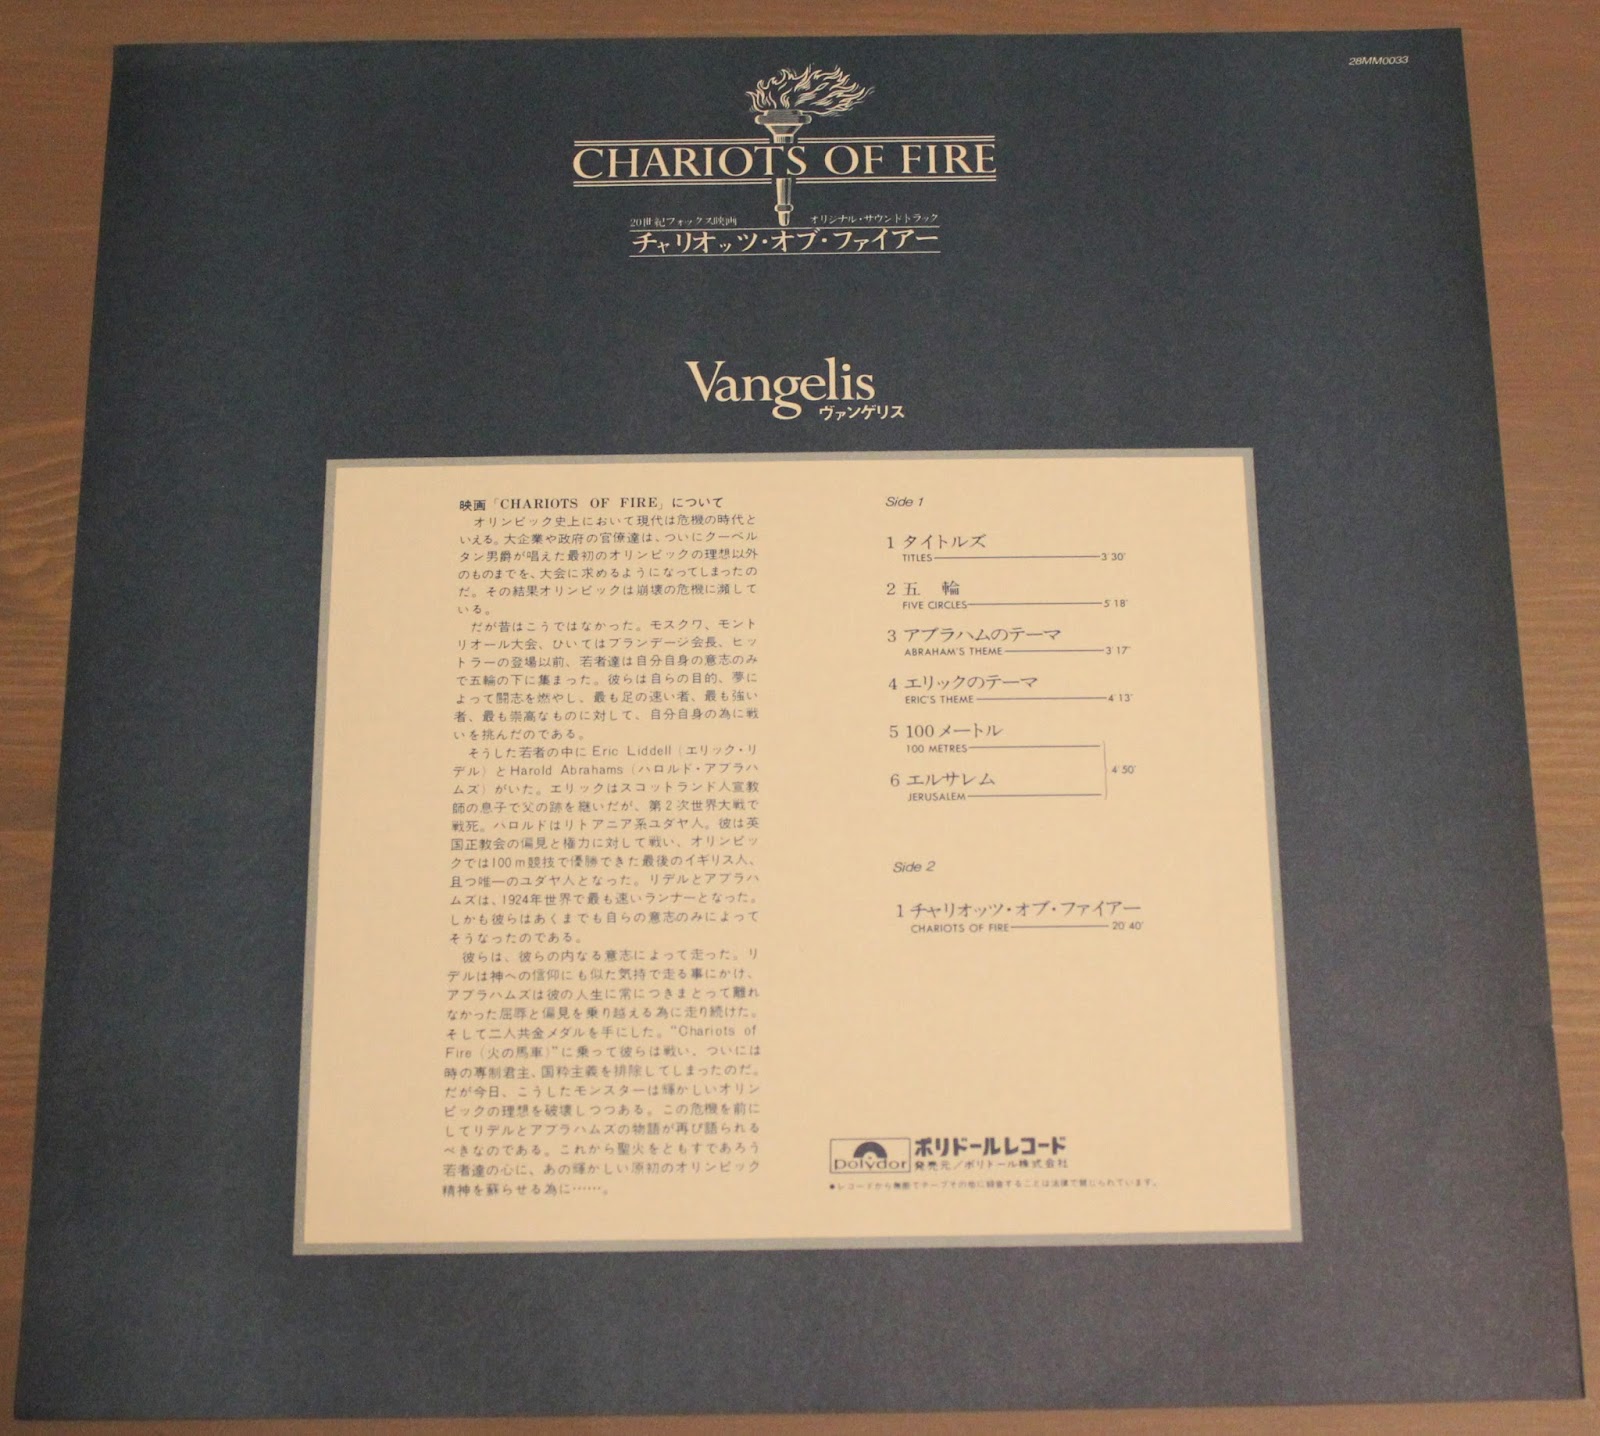 28MM0033
CHARIOTS OF FIRE
20世紀フォックス映画 オリジナル・サウンドトラック
チャリオッツ・オブ・ファイアー
Vangelis
ヴァンゲリス
映画「CHARIOTS OF FIRE」について
オリンピック史上において現代は危機の時代と
いえる。大企業や政府の官僚達は、ついにクーベル
タン男爵が唱えた最初のオリンピックの理想以外
のものまでを、大会に求めるようになってしまったの
だ。その結果オリンピックは崩壊の危機に瀕して
いる。
だが昔はこうではなかった。モスクワ、モント
リオール大会、ひいてはブランデージ会長、ヒッ
トラーの登場以前、若者達は自分自身の意志のみ
で五輪の下に集まった。彼らは自らの目的、夢に
よって闘志を燃やし、最も足の速い者、最も強い
者、最も崇高なものに対して、自分自身の為に戦
いを挑んだのである。
そうした若者の中に Eric Liddell（エリック・リ
デル）とHarold Abrahams（ハロルド・アブラハ
ムズ）がいた。エリックはスコットランド人宣教
師の息子で父の跡を継いだが、第2次世界大戦で
戦死。ハロルドはリトアニア系ユダヤ人。彼は英
国正教会の偏見と権力に対して戦い、オリンピッ
クでは100m競技で優勝できた最後のイギリス人、
且つ唯一のユダヤ人となった。リデルとアブラハ
ムズは、1924年世界で最も速いランナーとなった。
しかも彼らはあくまでも自らの意志のみによって
そうなったのである。
彼らは、彼らの内なる意志によって走った。リ
デルは神への信仰にも似た気持で走る事にかけ、
アブラハムズは彼の人生に常につきまとって離れ
なかった屈辱と偏見を乗り越える為に走り続けた。
そして二人共金メダルを手にした。“Chariots of
Fire（火の馬車）”に乗って彼らは戦い、ついには
時の専制君主、国粋主義を排除してしまったのだ。
だが今日、こうしたモンスターは輝かしいオリン
ピックの理想を破壊しつつある。この危機を前に
してリデルとアブラハムズの物語が再び語られる
べきなのである。これから聖火をともすであろう
若者達の心に、あの輝かしい原初のオリンピック
精神を蘇らせる為に……。
Side 1
1 タイトルズ
TITLES 3'30"
2 五 輪
FIVE CIRCLES 5'18"
3 アブラハムのテーマ
ABRAHAM'S THEME 3'17"
4 エリックのテーマ
ERIC'S THEME 4'13"
5 100メートル
100 METRES
4'50"
6 エルサレム
JERUSALEM
Side 2
1 チャリオッツ・オブ・ファイアー
CHARIOTS OF FIRE 20'40"
polydor ポリドールレコード
発売元／ポリドール株式会社
●レコードから無断でテープその他に録音することは法律で禁じられています。